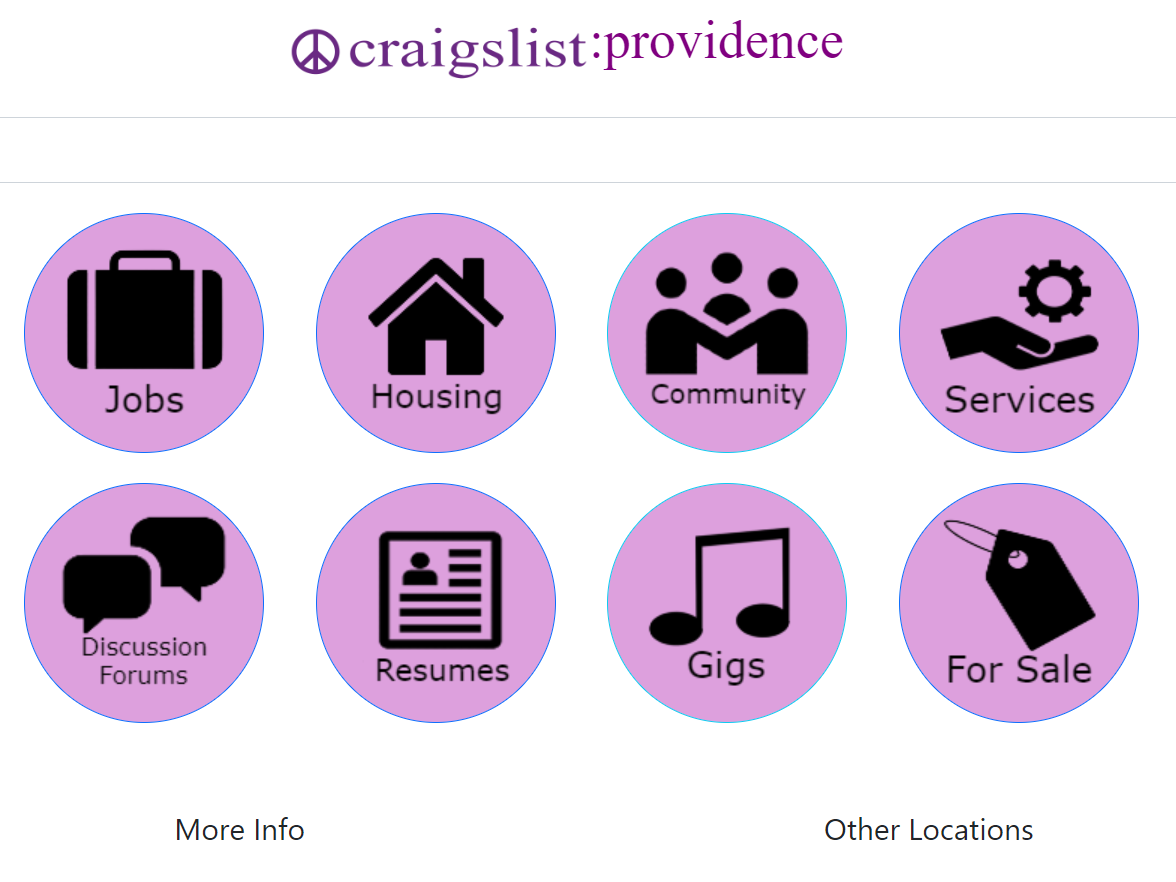 craigslist:providence
Jobs
Housing
Community
Services
Discussion
Forums
Resumes
Gigs
For Sale
More Info
Other Locations